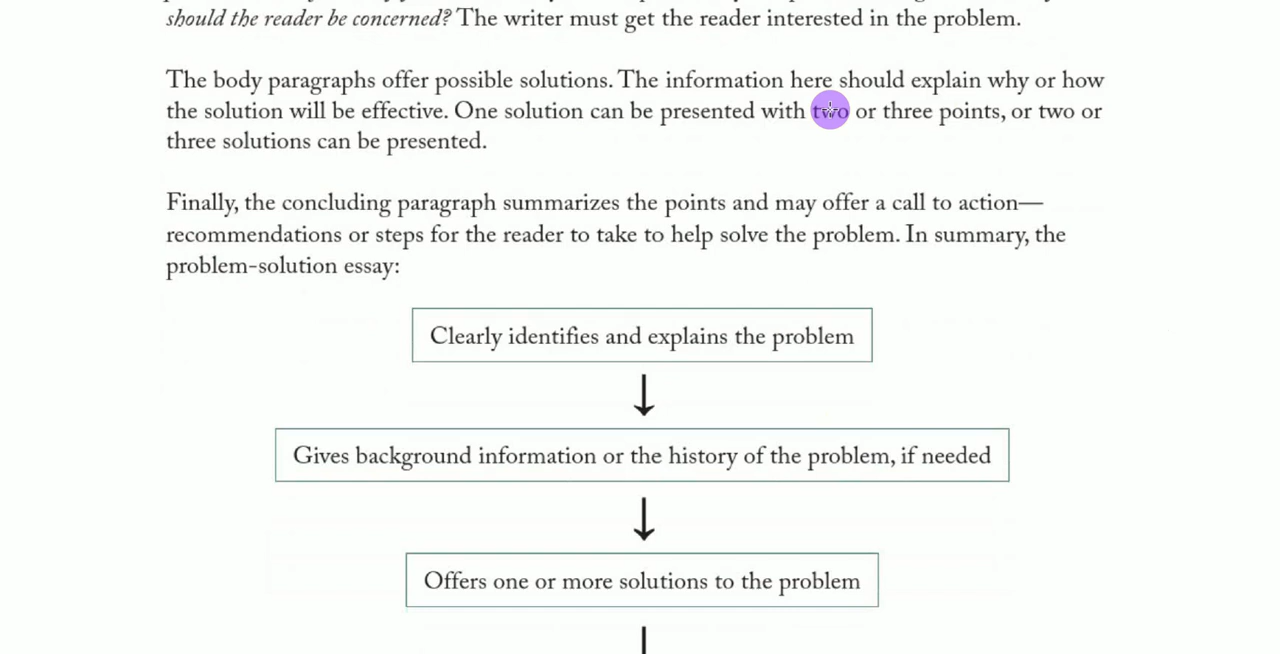 should the reader be concerned? The writer must get the reader interested in the problem.
The body paragraphs offer possible solutions. The information here should explain why or how
the solution will be effective. One solution can be presented with two or three points, or two or
three solutions can be presented.
Finally, the concluding paragraph summarizes the points and may offer a call to action—
recommendations or steps for the reader to take to help solve the problem. In summary, the
problem-solution essay:
Clearly identifies and explains the problem
Gives background information or the history of the problem, if needed
Offers one or more solutions to the problem